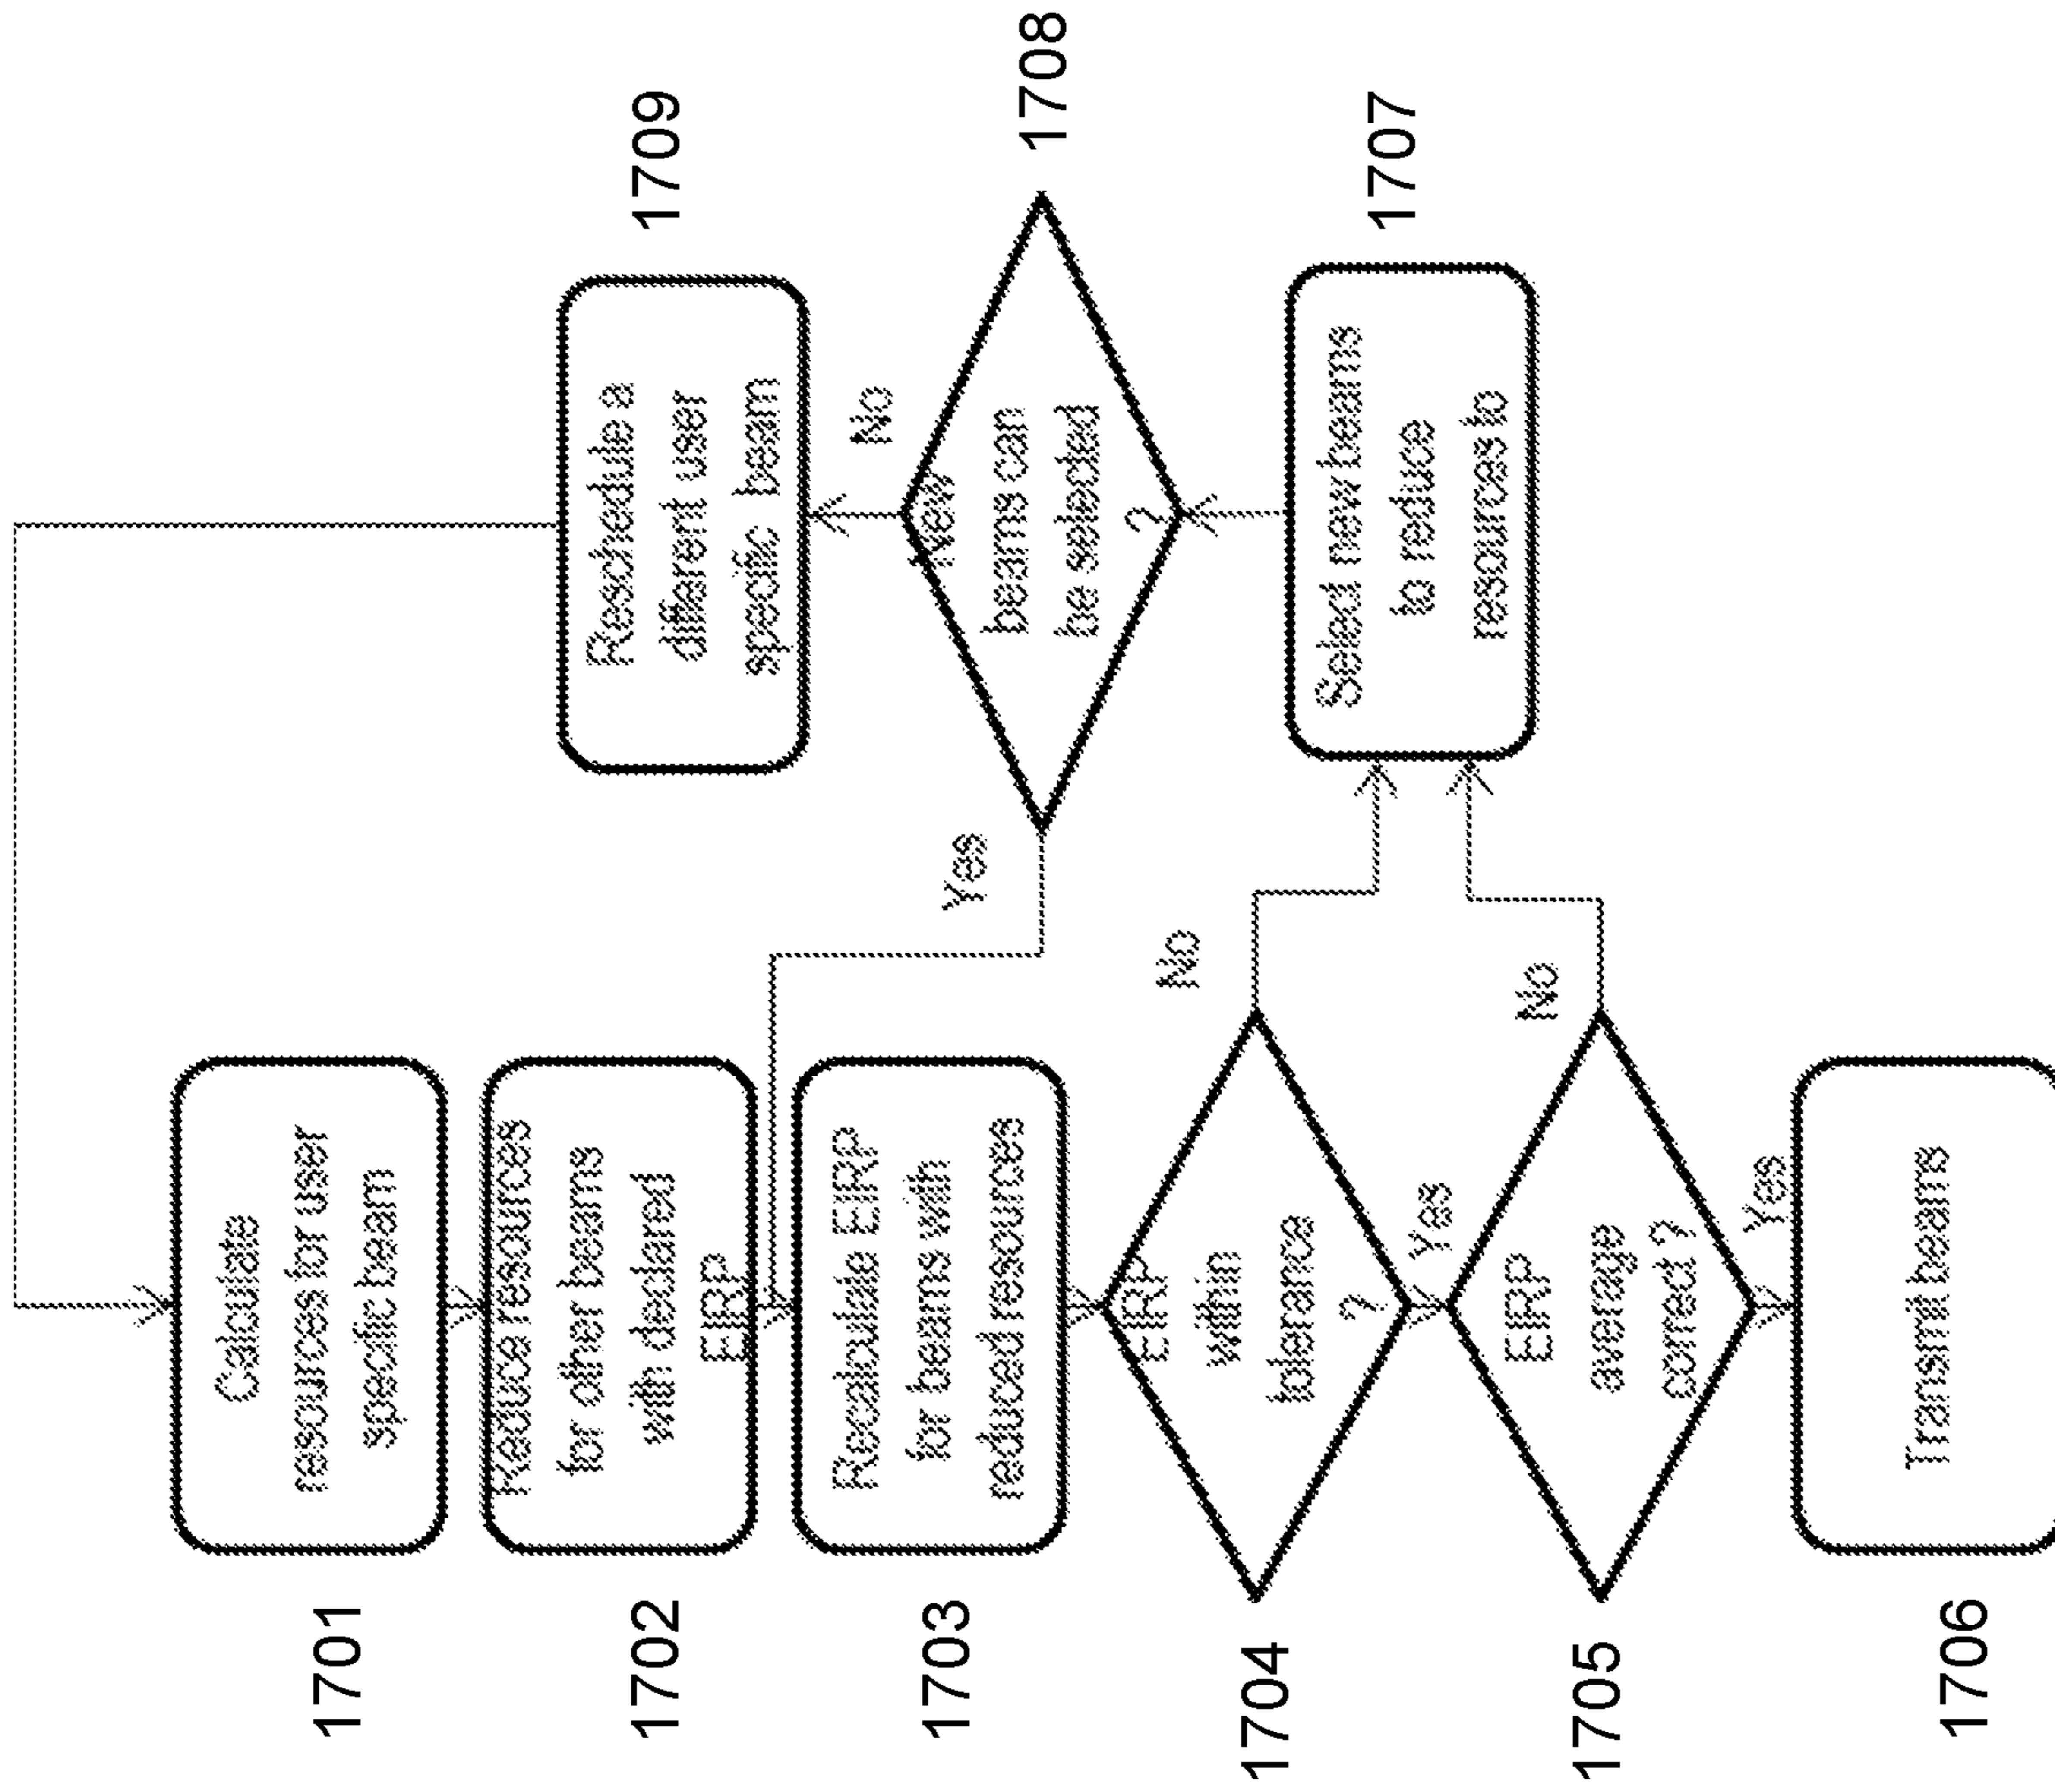 1701
Calculate
resources for user
specific beam
1702
Reduce resources
for other beams
with declared
EIRP
1703
Recalculate EIRP
for beams with
reduced resources
1704
EIRP
within
tolerance
?
No
Yes
1705
EIRP
average
correct ?
No
Yes
1706
Transmit beams
1709
Reschedule a
different user
specific beam
No
1708
New
beams can
be selected
?
Yes
1707
Select new beams
to reduce
resources to